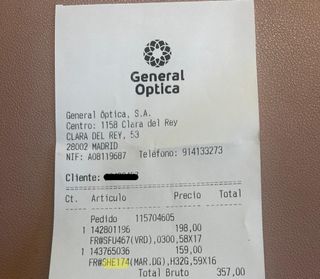 General
Optica
General Optica, S.A.
Centro: 1158 Clara del Rey
CLARA DEL REY, 53
28002 MADRID
NIF: A08119687 Teléfono: 914133273
Cliente:
Ct. Artículo Precio Total
Pedido 115704605
1 142801196 198,00
FR#SFU467(VRD),0300,58X17
1 143765036 159,00
FR#SHE174(MAR.DG),H32G,59X16
Total Bruto 357,00